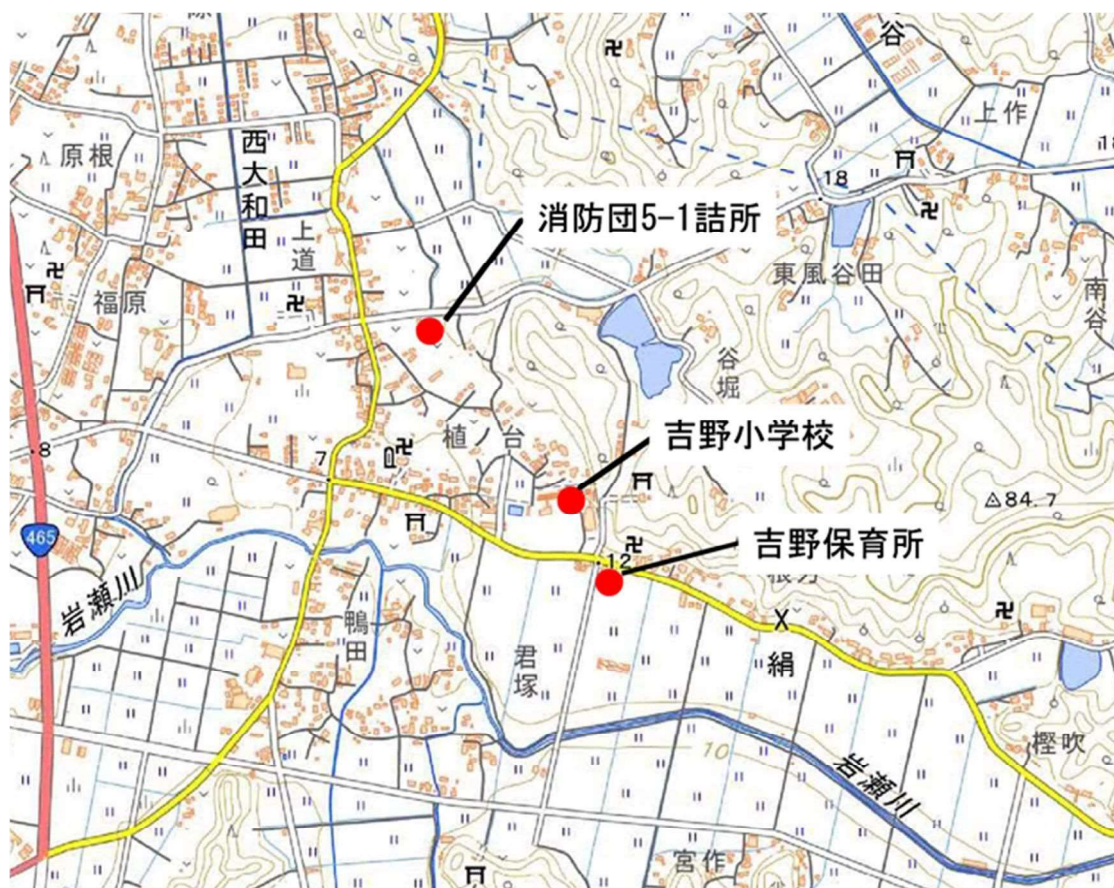 谷
上作
原根
西大和田
18
消防団5-1詰所
上道
東風谷田
福原
南谷
谷堀
吉野小学校
植ノ台
8
7
84.7
465
吉野保育所
12
岩瀬川
鴨田
君塚
絹
10
樫吹
岩瀬川
宮作